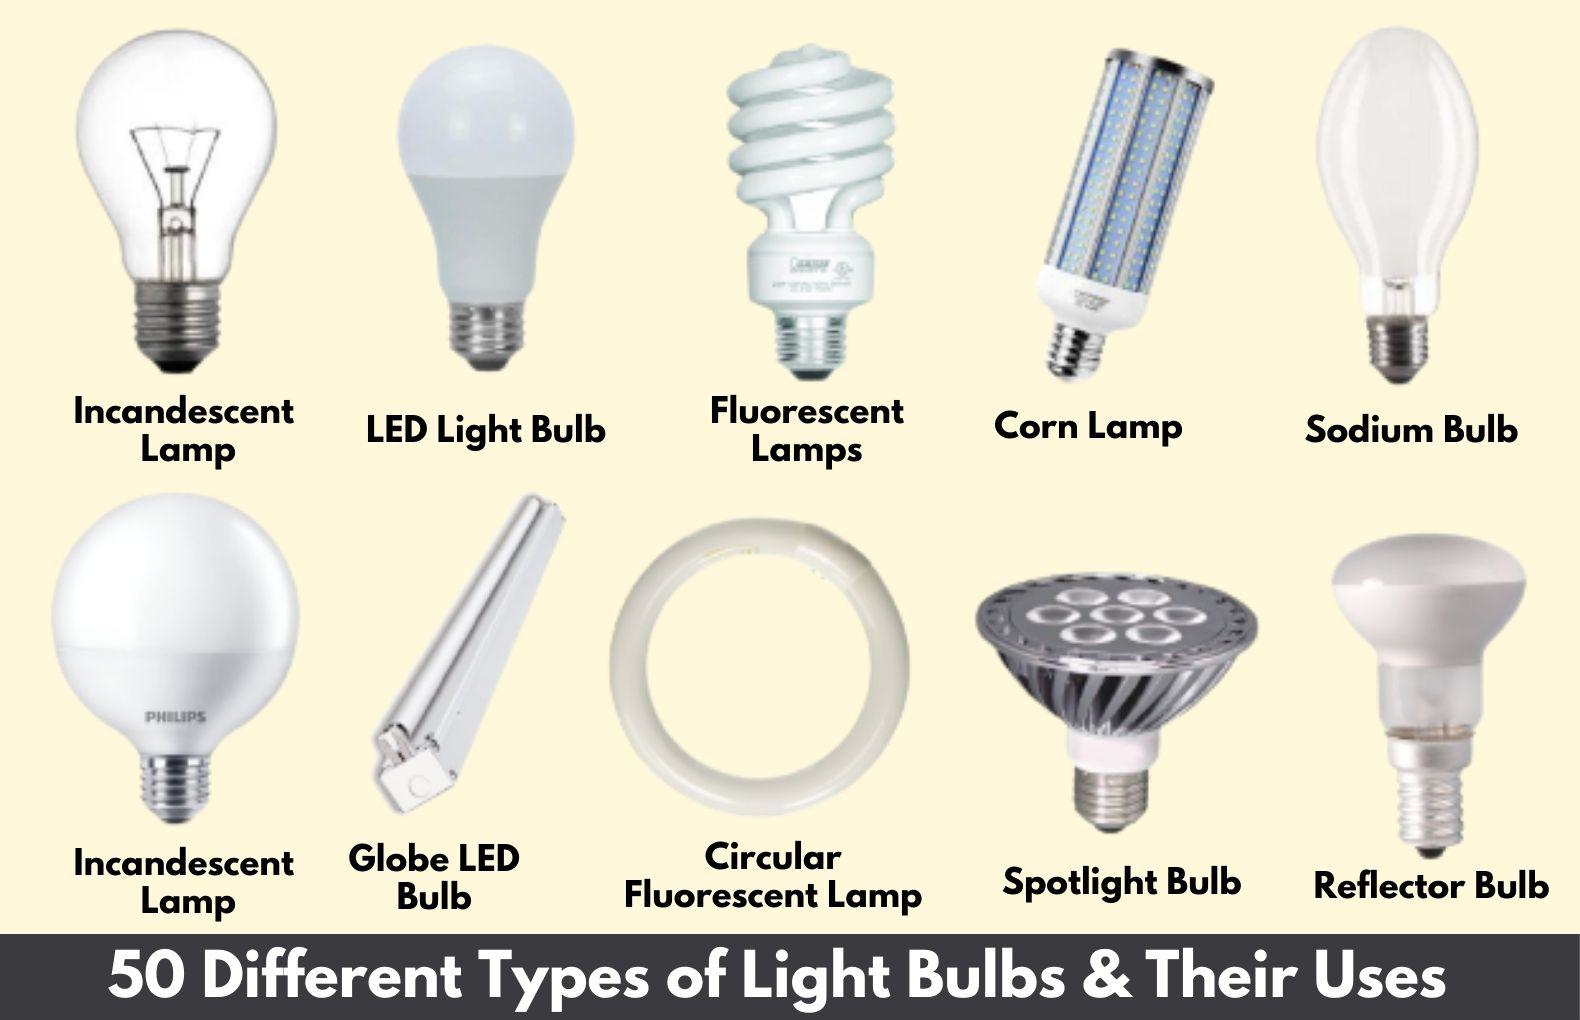 Incandescent
Lamp
LED Light Bulb
Fluorescent
Lamps
Corn Lamp
Sodium Bulb
PHILIPS
Incandescent
Lamp
Globe LED
Bulb
Circular
Fluorescent Lamp
Spotlight Bulb
Reflector Bulb
50 Different Types of Light Bulbs & Their Uses